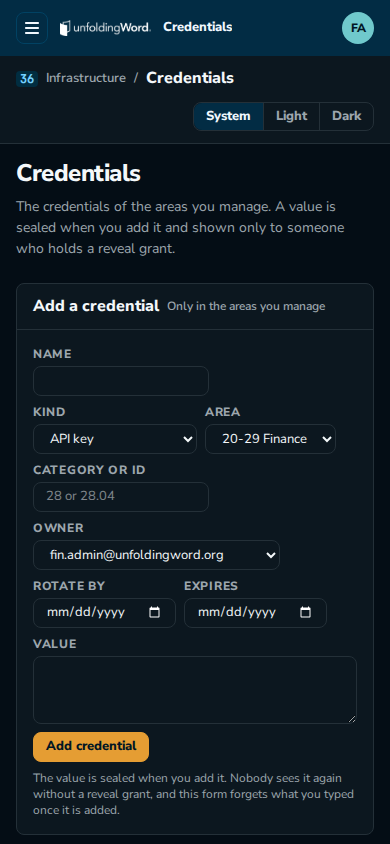 unfoldingWord. Credentials FA
36 Infrastructure / Credentials
System Light Dark
Credentials
The credentials of the areas you manage. A value is
sealed when you add it and shown only to someone
who holds a reveal grant.
Add a credential Only in the areas you manage
NAME
KIND AREA
API key 20-29 Finance
CATEGORY OR ID
28 or 28.04
OWNER
fin.admin@unfoldingword.org
ROTATE BY EXPIRES
mm/dd/yyyy mm/dd/yyyy
VALUE
Add credential
The value is sealed when you add it. Nobody sees it again
without a reveal grant, and this form forgets what you typed
once it is added.